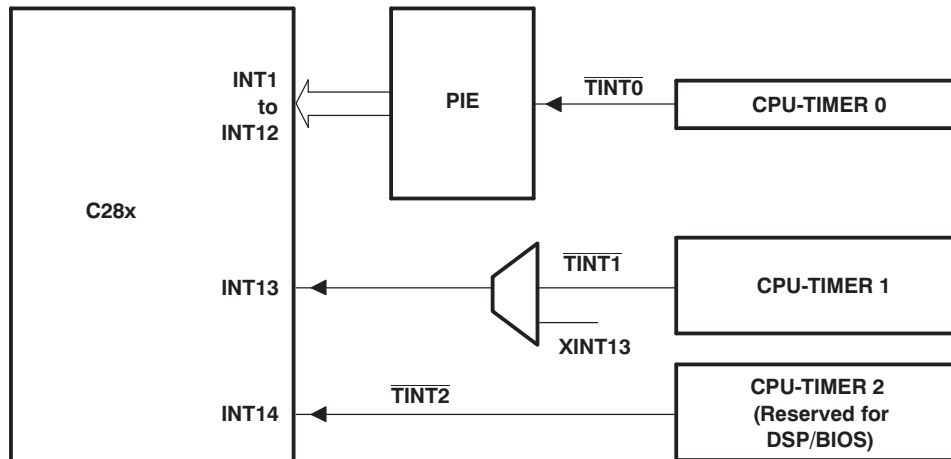 INT1
to
INT12
PIE
TINT0
CPU-TIMER 0
C28x
INT13
TINT1
CPU-TIMER 1
XINT13
INT14
TINT2
CPU-TIMER 2
(Reserved for
DSP/BIOS)